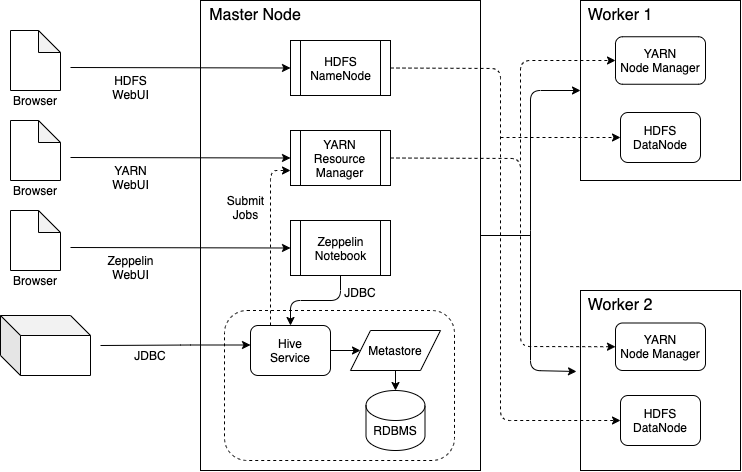 Master Node
Worker 1
HDFS
NameNode
YARN
Node Manager
Browser
HDFS
WebUI
HDFS
DataNode
YARN
Resource
Manager
Browser
YARN
WebUI
Submit
Jobs
Zeppelin
Notebook
Browser
Zeppelin
WebUI
JDBC
Worker 2
Hive
Service
Metastore
YARN
Node Manager
JDBC
RDBMS
HDFS
DataNode